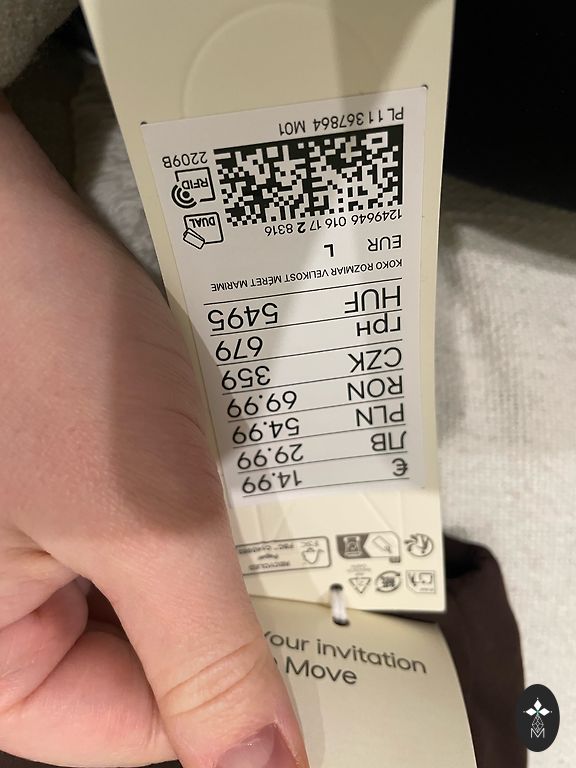 RECYCLED
€ 14.99
ЛВ 29.99
PLN 54.99
RON 69.99
CZK 359
грн 679
HUF 5495
KOKO ROZMIAR VELIKOST MÉRET MARIME
EUR L
1249646 016 17 2 8316
DUAL
RFID
2209B
PL11367864 M01
Your invitation
Move
M